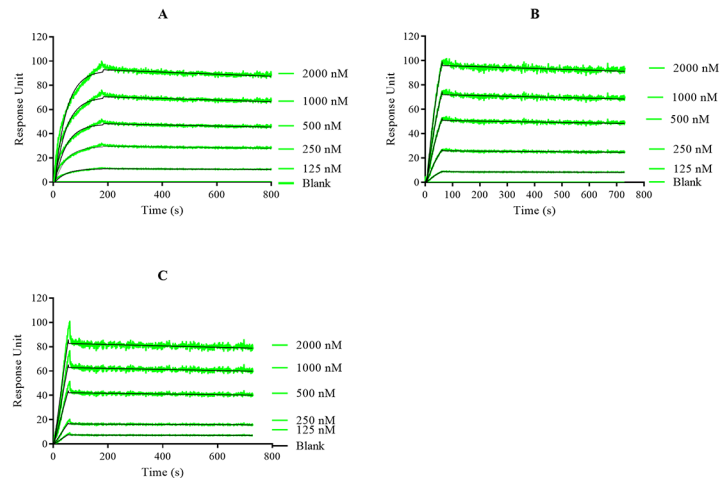 A
120
100
80
60
40
20
0
Response Unit
0 200 400 600 800
Time (s)
2000 nM
1000 nM
500 nM
250 nM
125 nM
Blank
B
120
100
80
60
40
20
0
Response Unit
0 100 200 300 400 500 600 700 800
Time (s)
2000 nM
1000 nM
500 nM
250 nM
125 nM
Blank
C
120
100
80
60
40
20
0
Response Unit
0 200 400 600 800
Time (s)
2000 nM
1000 nM
500 nM
250 nM
125 nM
Blank